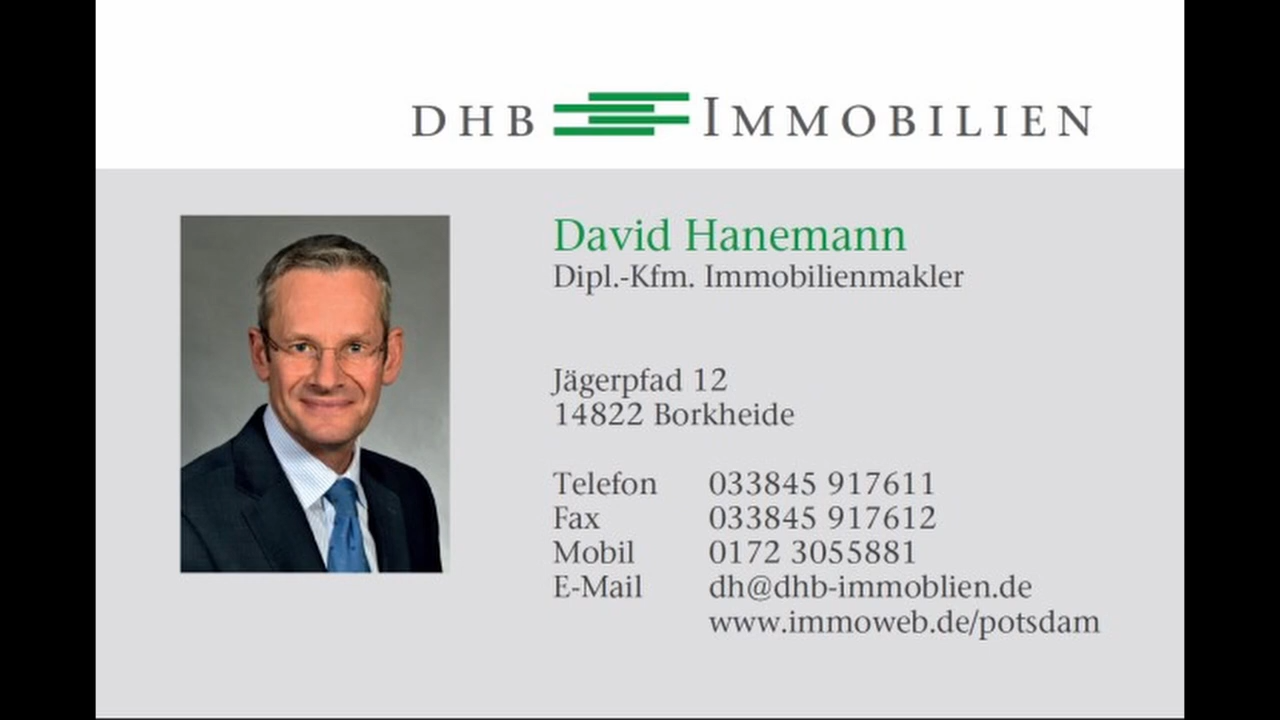 DHB IMMOBILIEN
David Hanemann
Dipl.-Kfm. Immobilienmakler
Jägerpfad 12
14822 Borkheide
Telefon 033845 917611
Fax 033845 917612
Mobil 0172 3055881
E-Mail dh@dhb-immoblien.de
www.immoweb.de/potsdam